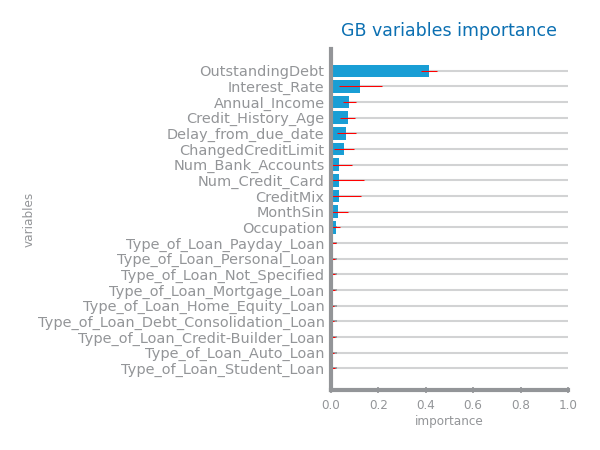 GB variables importance
OutstandingDebt
Interest_Rate
Annual_Income
Credit_History_Age
Delay_from_due_date
ChangedCreditLimit
Num_Bank_Accounts
Num_Credit_Card
CreditMix
MonthSin
Occupation
Type_of_Loan_Payday_Loan
Type_of_Loan_Personal_Loan
Type_of_Loan_Not_Specified
Type_of_Loan_Mortgage_Loan
Type_of_Loan_Home_Equity_Loan
Type_of_Loan_Debt_Consolidation_Loan
Type_of_Loan_Credit-Builder_Loan
Type_of_Loan_Auto_Loan
Type_of_Loan_Student_Loan
variables
0.0 0.2 0.4 0.6 0.8 1.0
importance